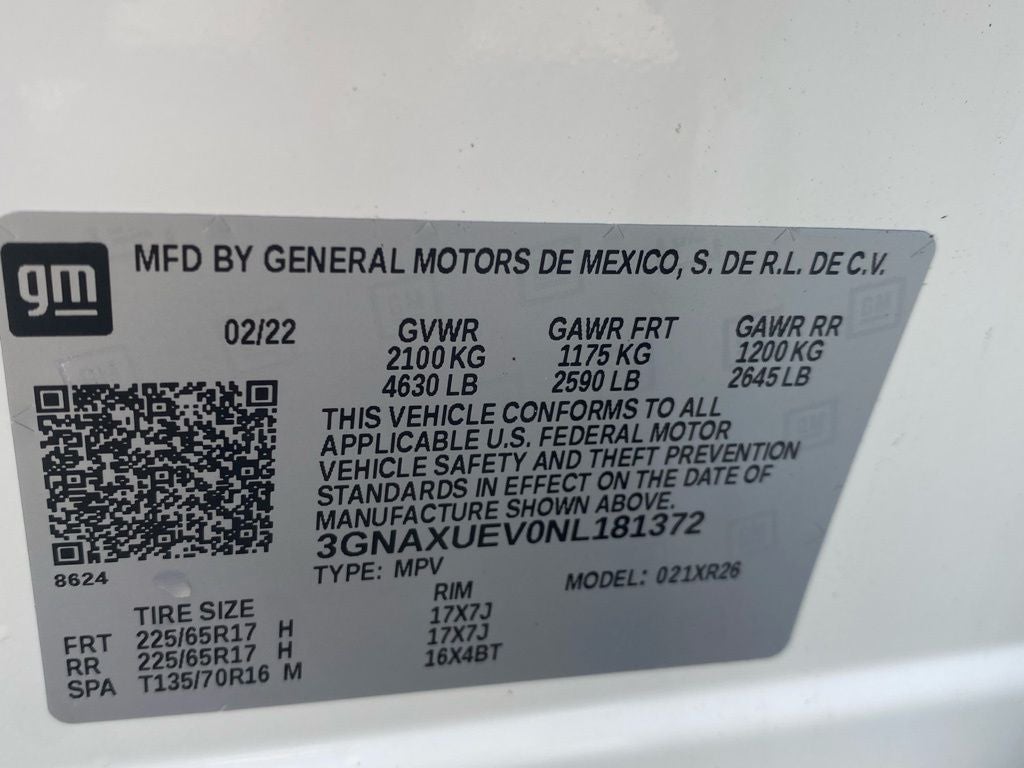 gm
MFD BY GENERAL MOTORS DE MEXICO, S. DE R.L. DE C.V.
02/22 GVWR GAWR FRT GAWR RR
2100 KG 1175 KG 1200 KG
4630 LB 2590 LB 2645 LB
THIS VEHICLE CONFORMS TO ALL
APPLICABLE U.S. FEDERAL MOTOR
VEHICLE SAFETY AND THEFT PREVENTION
STANDARDS IN EFFECT ON THE DATE OF
MANUFACTURE SHOWN ABOVE.
3GNAXUEV0NL181372
8624
TYPE: MPV MODEL: 021XR26
TIRE SIZE RIM
FRT 225/65R17 H 17X7J
RR 225/65R17 H 17X7J
SPA T135/70R16 M 16X4BT